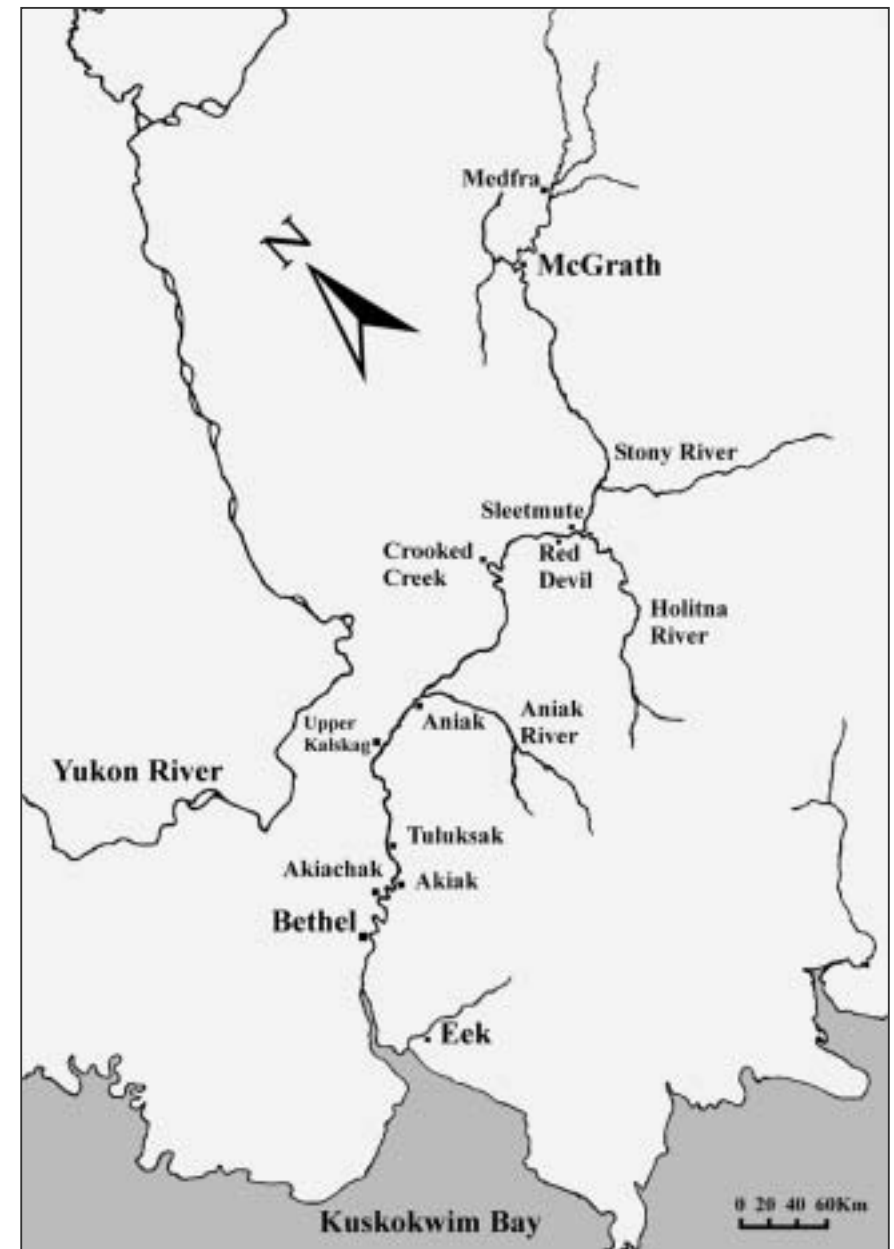 Medfra
N
McGrath
Stony River
Sleetmute
Crooked
Creek
Red
Devil
Holitna
River
Aniak
Aniak
River
Upper
Kalskag
Yukon River
Tuluksak
Akiachak
Akiak
Bethel
Eek
0 20 40 60Km
Kuskokwim Bay